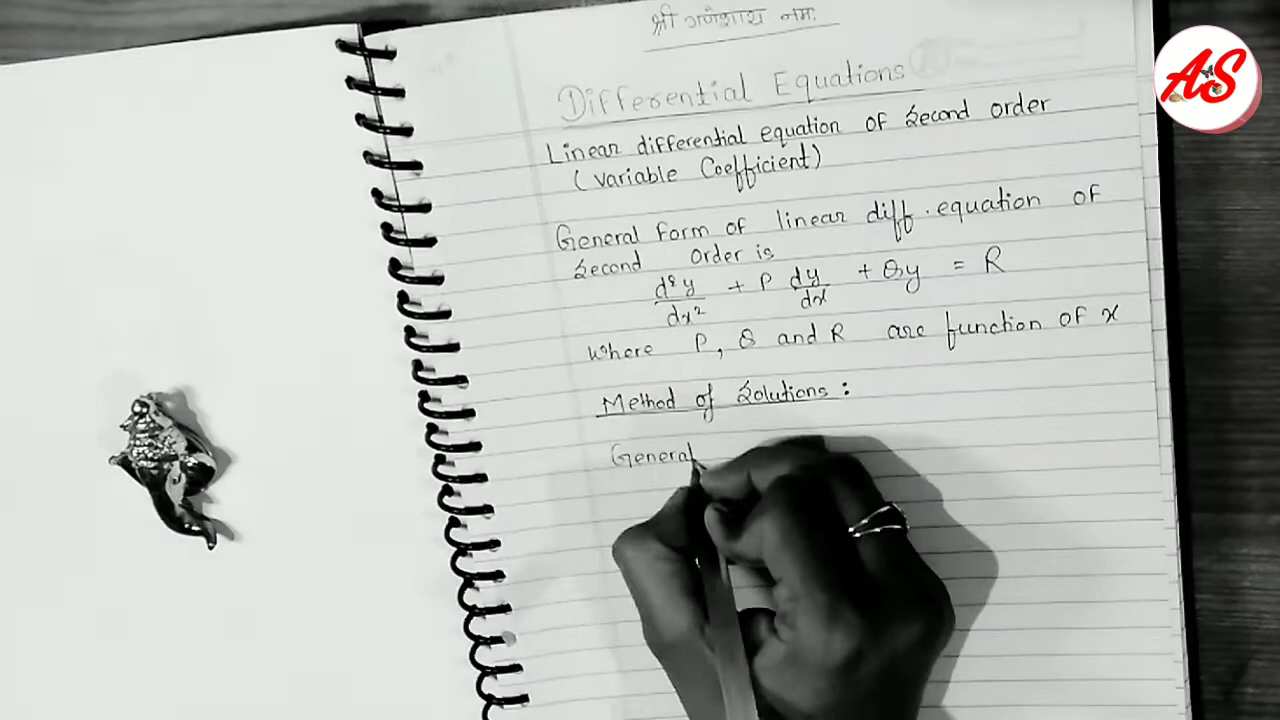 श्री गणेशाय नमः
AS
Differential Equations
Linear differential equation of second order
(variable Coefficient)
General form of linear diff. equation of
second order is
d²y/dx² + P dy/dx + Qy = R
where P, Q and R are function of x
Method of solutions:
General